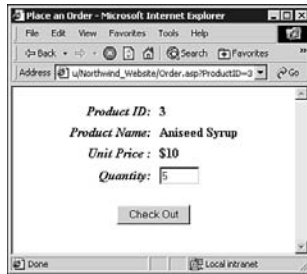 Place an Order - Microsoft Internet Explorer
File Edit View Favorites Tools Help
Back Search Favorites »
Address u/Northwind_Website/Order.asp?ProductID=3 Go
Product ID: 3
Product Name: Aniseed Syrup
Unit Price : $10
Quantity: 5
Check Out
Done Local intranet